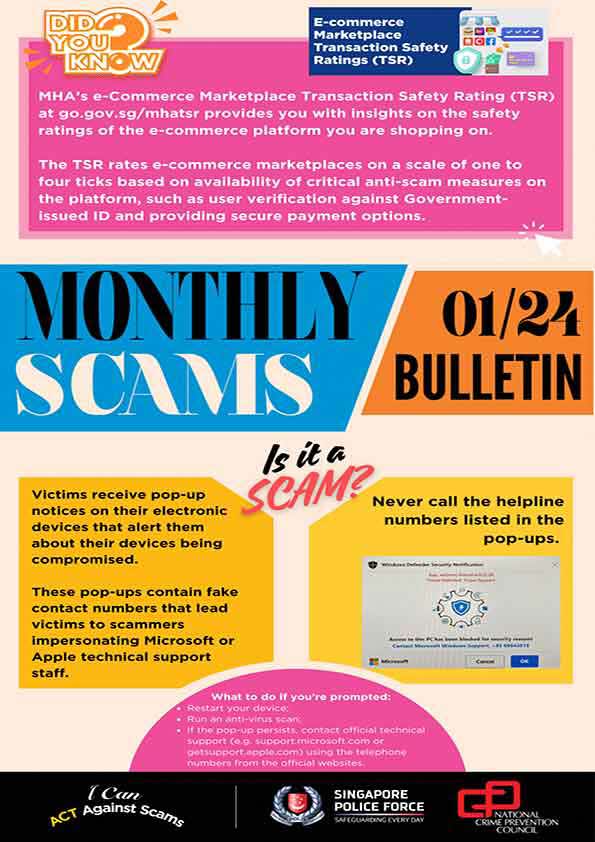 DID
YOU
KNOW
E-commerce
Marketplace
Transaction Safety
Ratings (TSR)
MHA's e-Commerce Marketplace Transaction Safety Rating (TSR)
at go.gov.sg/mhatsr provides you with insights on the safety
ratings of the e-commerce platform you are shopping on.
The TSR rates e-commerce marketplaces on a scale of one to
four ticks based on availability of critical anti-scam measures on
the platform, such as user verification against Government-
issued ID and providing secure payment options.
MONTHLY
SCAMS
01/24
BULLETIN
Is it a
SCAM?
Victims receive pop-up
notices on their electronic
devices that alert them
about their devices being
compromised.
These pop-ups contain fake
contact numbers that lead
victims to scammers
impersonating Microsoft or
Apple technical support
staff.
Never call the helpline
numbers listed in the
pop-ups.
Windows Defender Security Notification
Access to this PC has been blocked for security reasons
Contact Microsoft Windows Support,
Microsoft
Cancel
OK
What to do if you're prompted:
• Restart your device;
• Run an anti-virus scan;
• If the pop-up persists, contact official technical
support (e.g. support.microsoft.com or
getsupport.apple.com) using the telephone
numbers from the official websites.
I Can
ACT Against Scams
SINGAPORE
POLICE FORCE
SAFEGUARDING EVERY DAY
NATIONAL
CRIME PREVENTION
COUNCIL